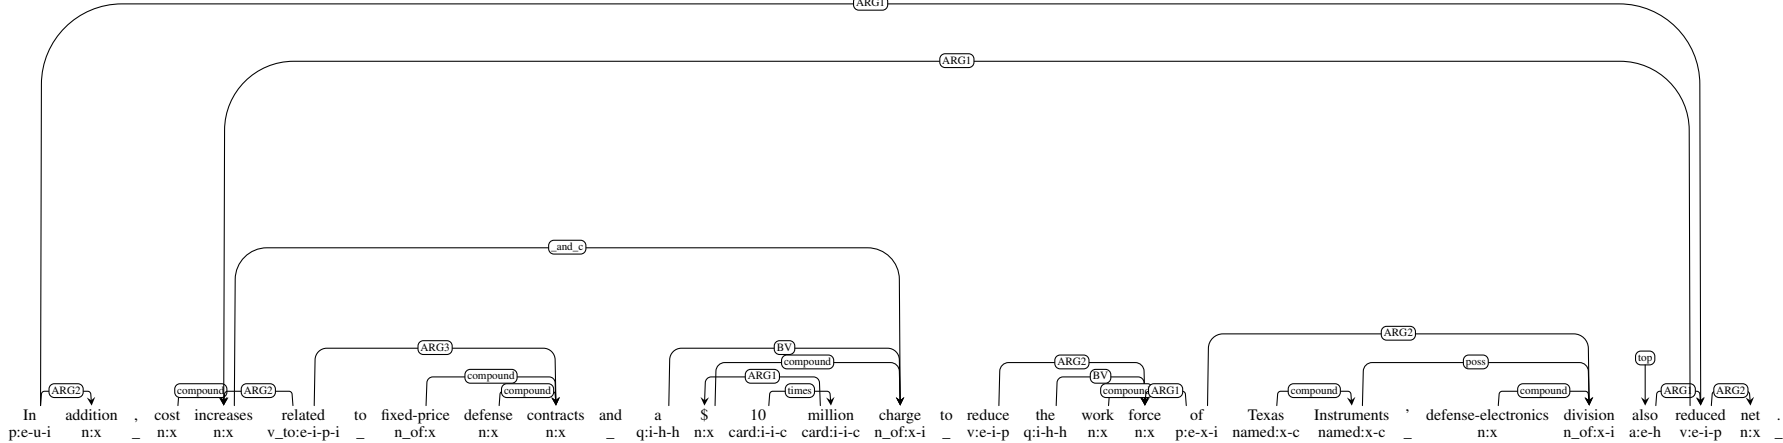 ARG1
ARG1
_and_c
ARG2
ARG3 BV top
compound ARG2 poss
compound ARG1 BV
ARG2 compound ARG2 compound times compound ARG1 compound compound ARG1 ARG2
In addition , cost increases related to fixed-price defense contracts and a $ 10 million charge to reduce the work force of Texas Instruments ' defense-electronics division also reduced net .
p:e-u-i n:x _ n:x n:x v_to:e-i-p-i _ n_of:x n:x n:x _ q:i-h-h n:x card:i-i-c card:i-i-c n_of:x-i _ v:e-i-p q:i-h-h n:x n:x p:e-x-i named:x-c named:x-c _ n:x n_of:x-i a:e-h v:e-i-p n:x _